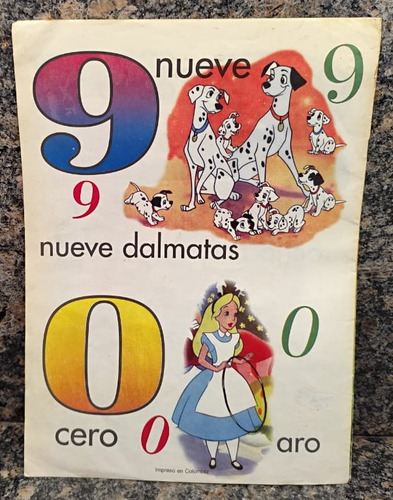 9 nueve 9
9
nueve dalmatas
0 0
cero 0 aro
Impreso en Colombia